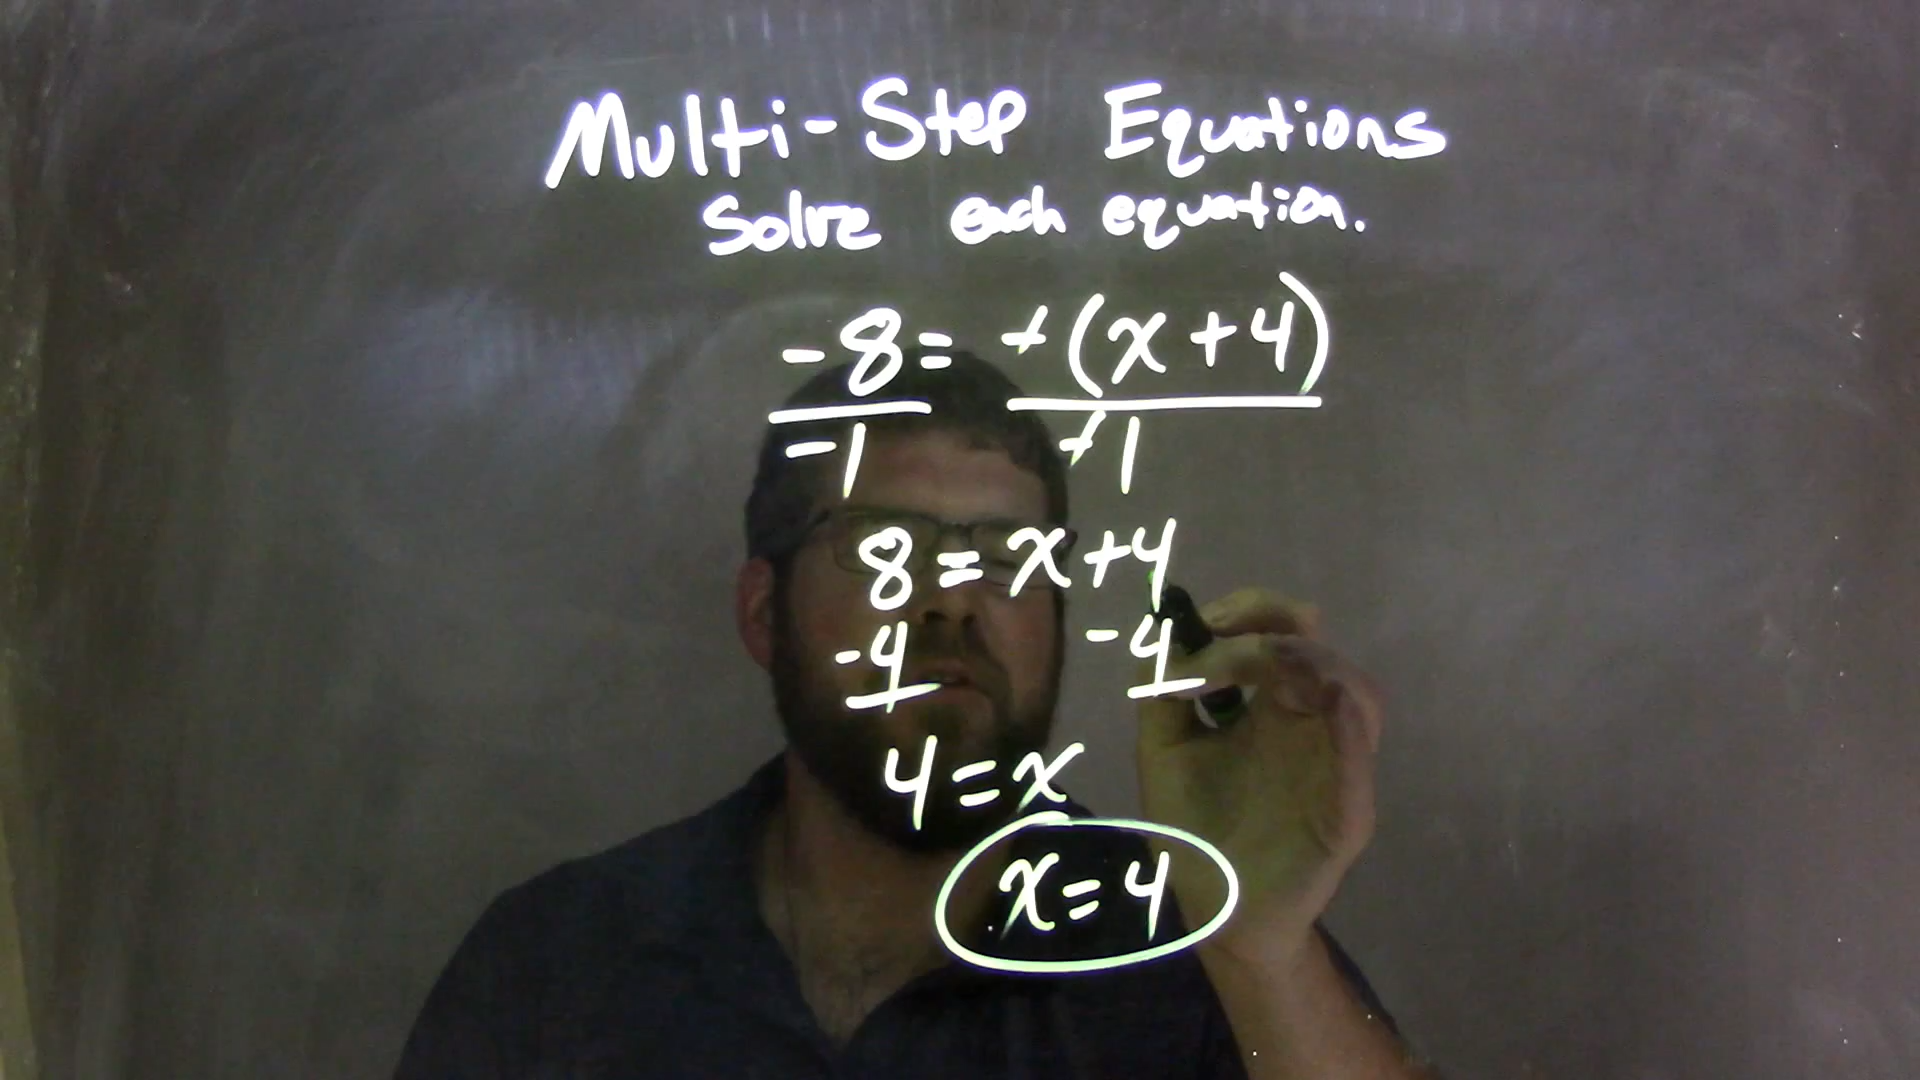 Multi-Step Equations
Solve each equation.
-8 = -(x+4)
-1 -1
8 = x+4
-4 -4
4 = x
x = 4